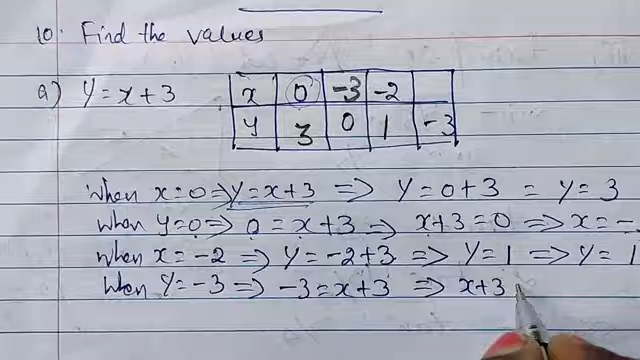 10. Find the values
a) y = x + 3
x 0 -3 -2
y 3 0 1 -3
When x=0 ⇒ y=x+3 ⇒ y=0+3 = y=3
when y=0 ⇒ 0=x+3 ⇒ x+3=0 ⇒ x=-
when x=-2 ⇒ y=-2+3 ⇒ y=1 ⇒ y=1
When y=-3 ⇒ -3=x+3 ⇒ x+3